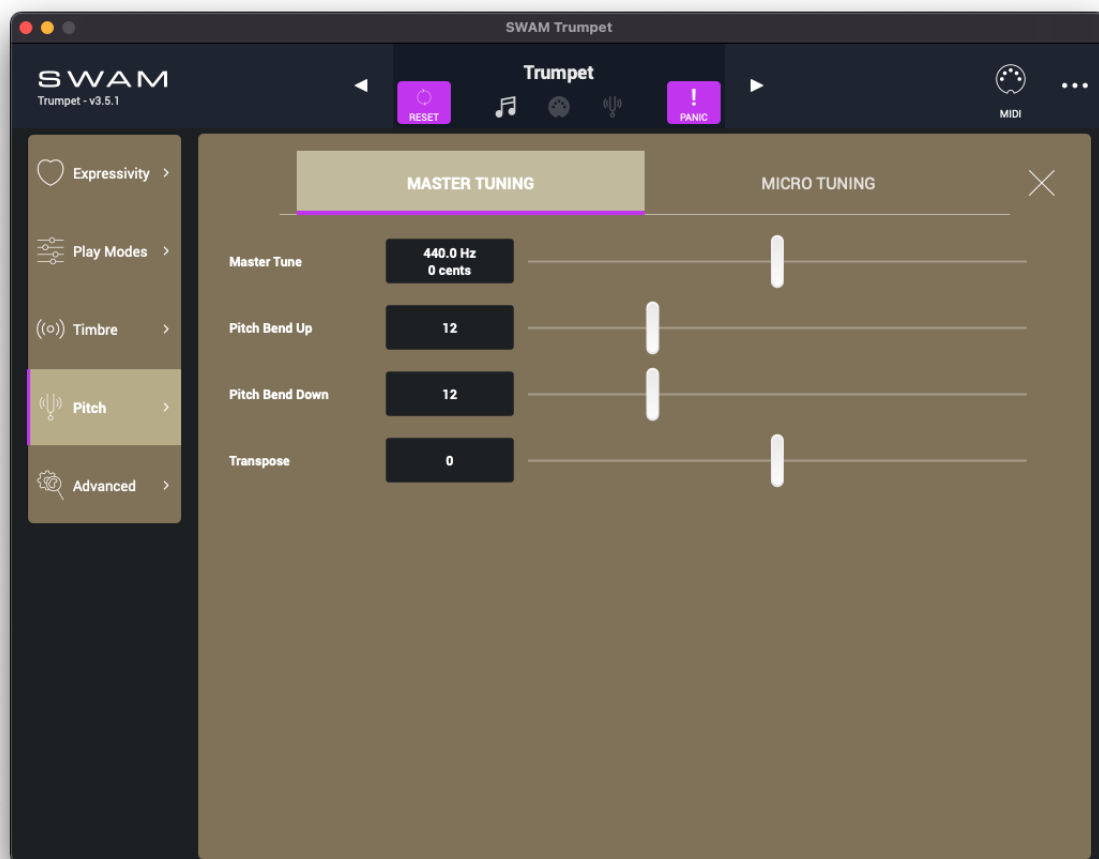 SWAM Trumpet
SWAM
Trumpet - v3.5.1
Trumpet
RESET
!
PANIC
MIDI
Expressivity
Play Modes
Timbre
Pitch
Advanced
MASTER TUNING
MICRO TUNING
Master Tune
440.0 Hz
0 cents
Pitch Bend Up
12
Pitch Bend Down
12
Transpose
0